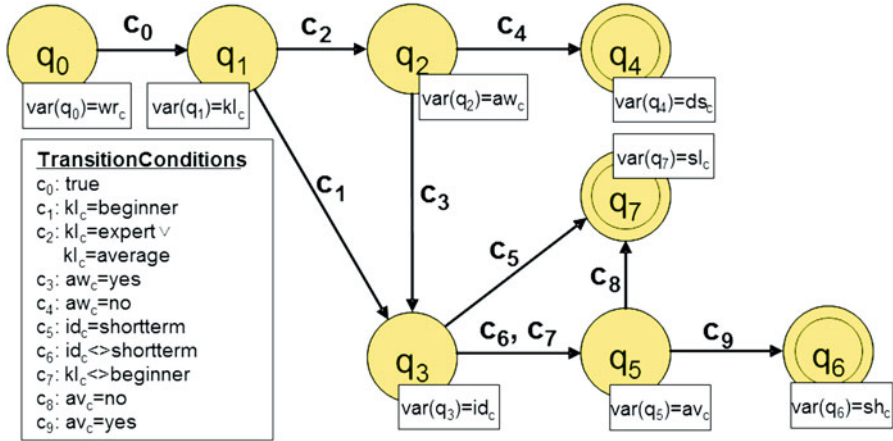 c0 c2 c4
q0 q1 q2 q4
var(q0)=wrc var(q1)=klc var(q2)=awc var(q4)=dsc
TransitionConditions
c0: true
c1: klc=beginner
c2: klc=expert ∨
klc=average
c3: awc=yes
c4: awc=no
c5: idc=shortterm
c6: idc<>shortterm
c7: klc<>beginner
c8: avc=no
c9: avc=yes
var(q7)=slc
c1 c3 q7
c5 c8
c6, c7 c9
q3 q5 q6
var(q3)=idc var(q5)=avc var(q6)=shc